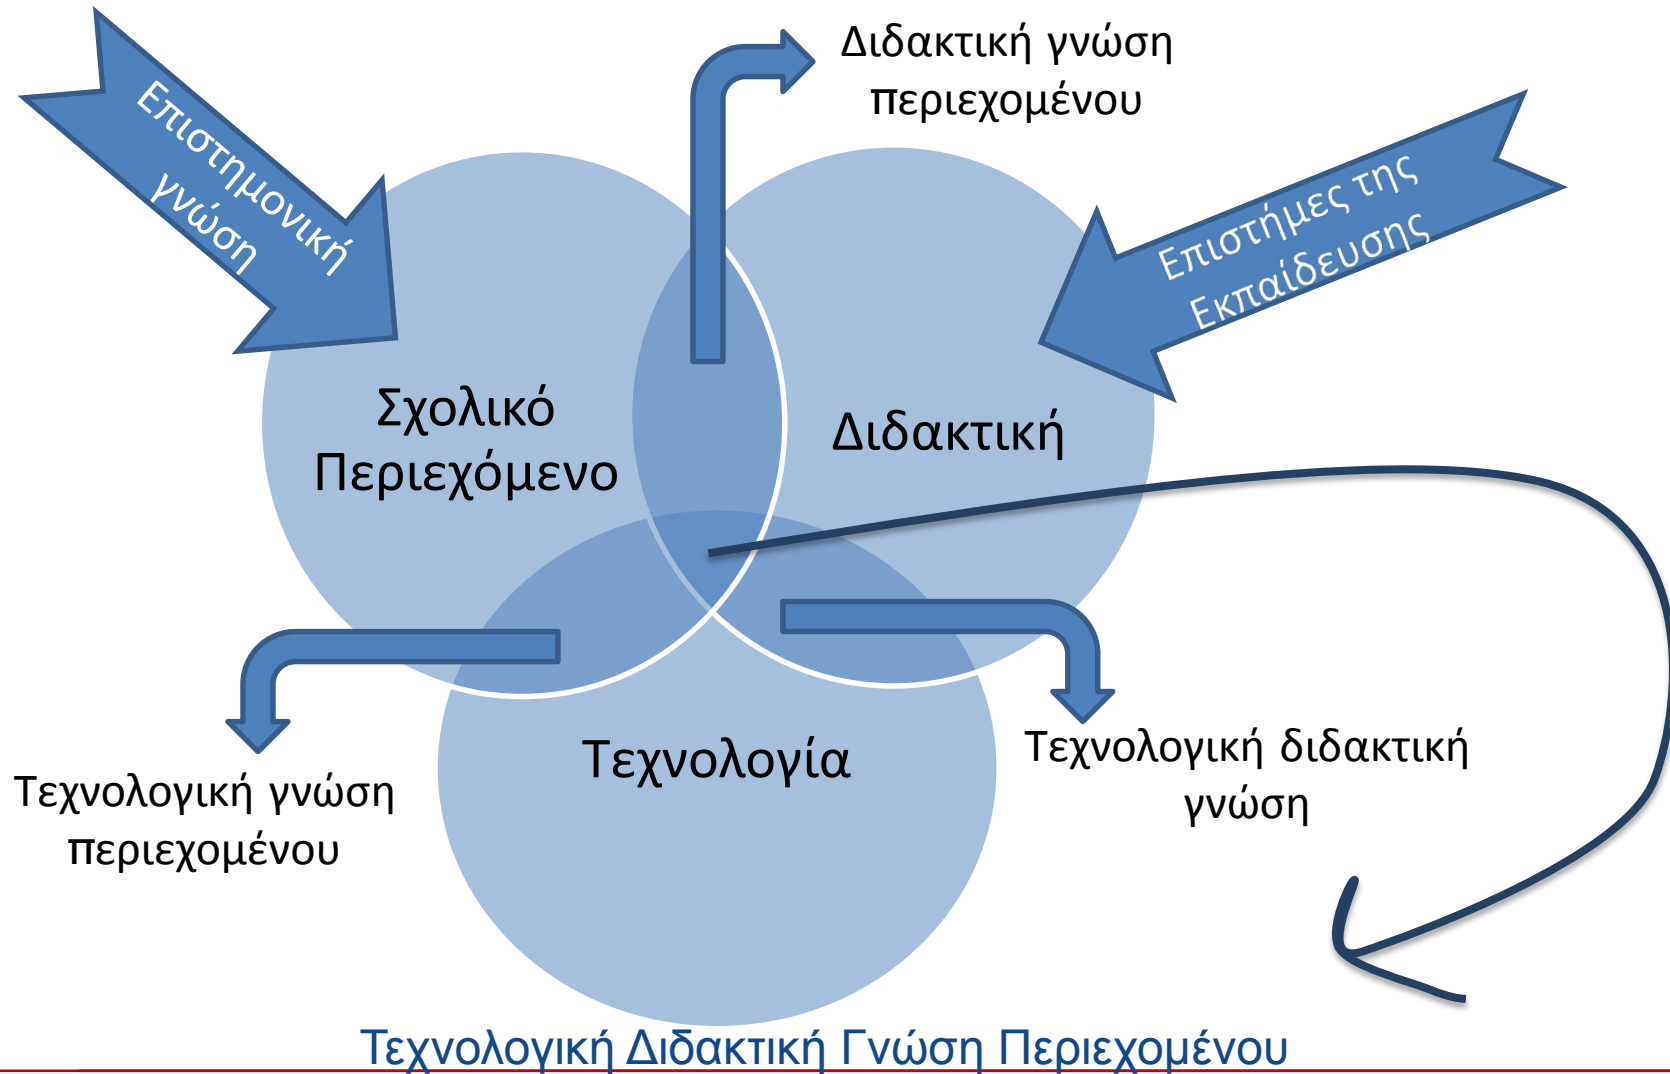 Διδακτική γνώση
περιεχομένου
Επιστημονική
γνώση
Επιστήμες της
Εκπαίδευσης
Σχολικό
Περιεχόμενο
Διδακτική
Τεχνολογία
Τεχνολογική διδακτική
γνώση
Τεχνολογική γνώση
περιεχομένου
Τεχνολογική Διδακτική Γνώση Περιεχομένου